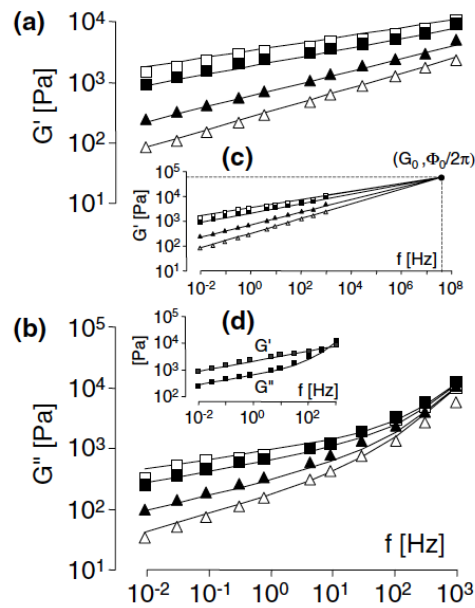 (a)
10⁴
10³
10²
10¹
G' [Pa]
(c)
(G₀ ,Φ₀/2π)
10⁵
10⁴
10³
10²
10¹
G' [Pa]
f [Hz]
10⁻² 10⁰ 10² 10⁴ 10⁶ 10⁸
(b)
10⁵
10⁴
10³
10²
10¹
G" [Pa]
(d)
[Pa]
10⁴
10³
10²
G'
G"
f [Hz]
10⁻² 10⁰ 10²
f [Hz]
10⁻² 10⁻¹ 10⁰ 10¹ 10² 10³